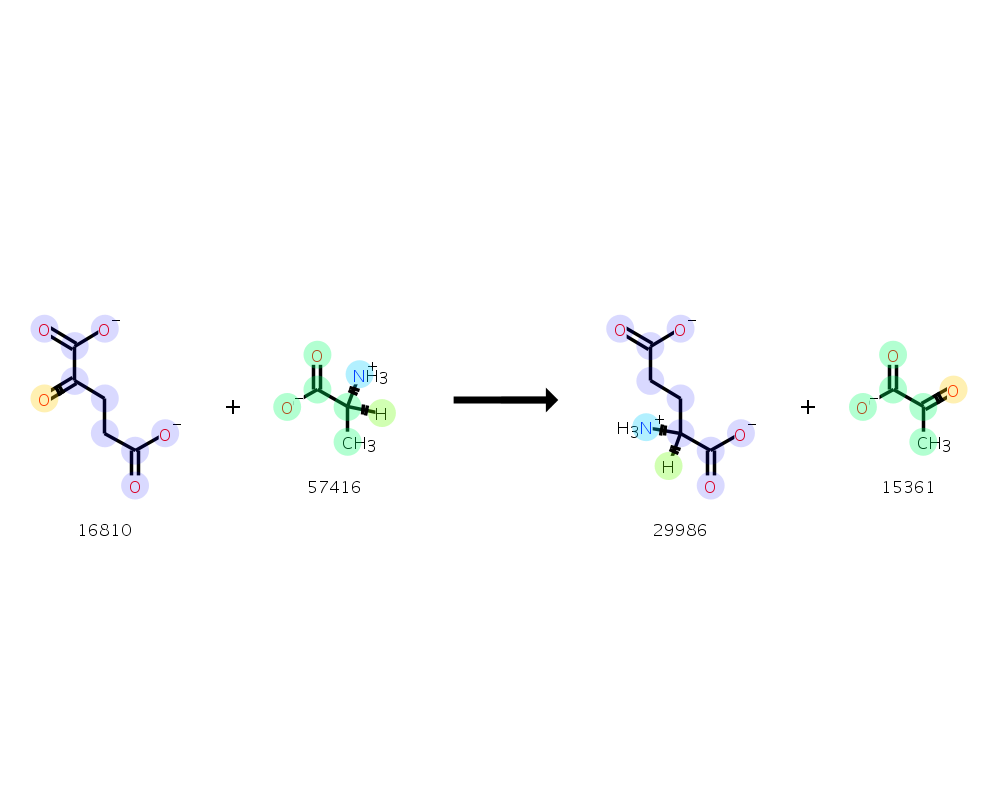 O O⁻ O O⁻ O
16810
+
O O⁻ NH₃⁺ H CH₃
57416
O O⁻ H₃N⁺ H O⁻ O
29986
+
O O⁻ O CH₃
15361